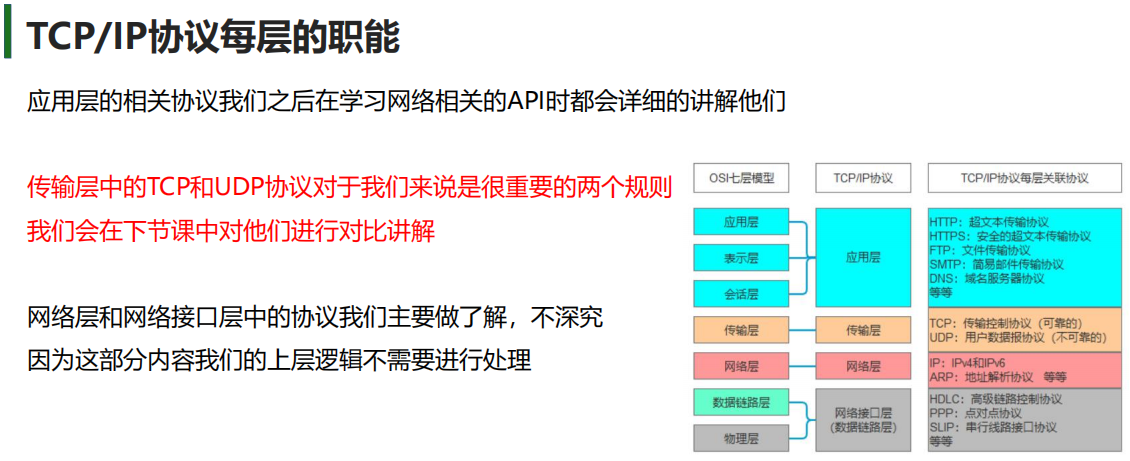 TCP/IP协议每层的职能
应用层的相关协议我们之后在学习网络相关的API时都会详细的讲解他们
传输层中的TCP和UDP协议对于我们来说是很重要的两个规则
我们会在下节课中对他们进行对比讲解
网络层和网络接口层中的协议我们主要做了解，不深究
因为这部分内容我们的上层逻辑不需要进行处理
OSI七层模型
TCP/IP协议
TCP/IP协议每层关联协议
应用层
表示层
会话层
应用层
HTTP：超文本传输协议
HTTPS：安全的超文本传输协议
FTP：文件传输协议
SMTP：简易邮件传输协议
DNS：域名服务器协议
等等
传输层
传输层
TCP：传输控制协议（可靠的）
UDP：用户数据报协议（不可靠的）
网络层
网络层
IP：IPv4和IPv6
ARP：地址解析协议 等等
数据链路层
物理层
网络接口层
(数据链路层)
HDLC：高级链路控制协议
PPP：点对点协议
SLIP：串行线路接口协议
等等